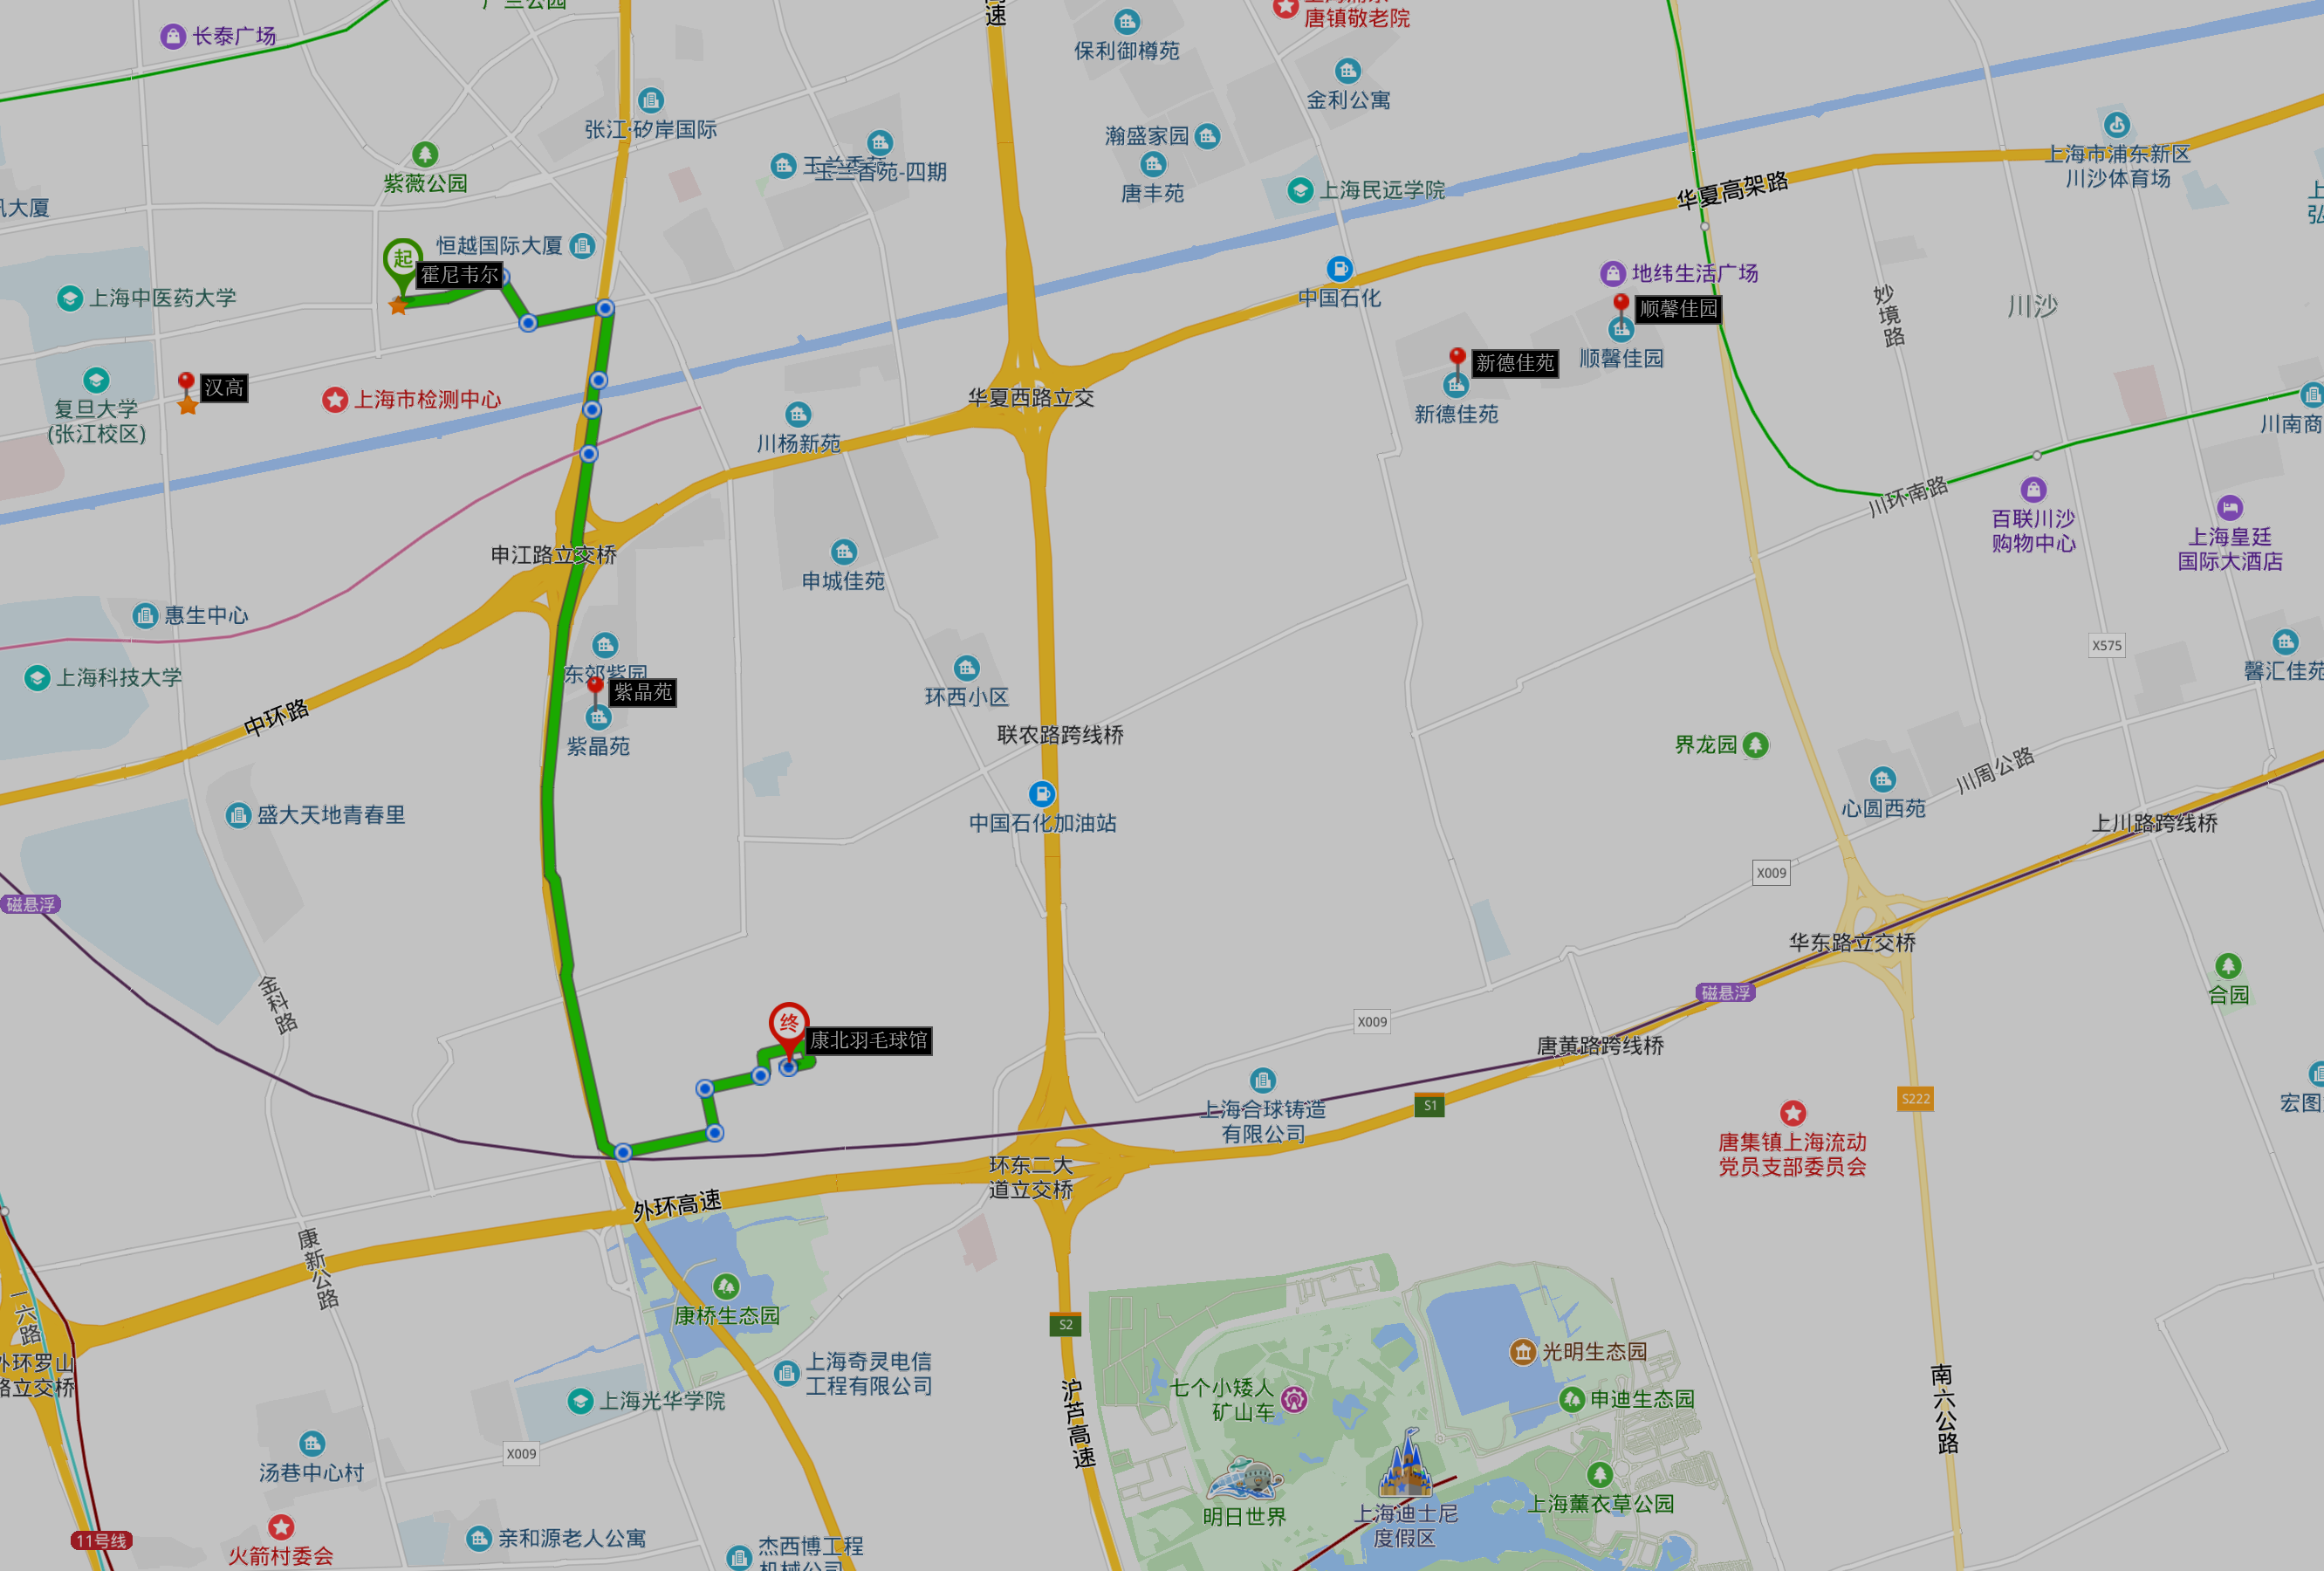 长泰广场
唐镇敬老院
保利御樽苑
金利公寓
张江·矽岸国际
瀚盛家园
唐丰苑
玉兰香苑-四期
上海民远学院
上海市浦东新区
川沙体育场
紫薇公园
华夏高架路
恒越国际大厦
起
霍尼韦尔
上海中医药大学
中国石化
地纬生活广场
顺馨佳园
顺馨佳园
妙境路
川沙
新德佳苑
新德佳苑
汉高
上海市检测中心
复旦大学
(张江校区)
华夏西路立交
川杨新苑
川环南路
百联川沙
购物中心
上海皇廷
国际大酒店
申江路立交桥
申城佳苑
惠生中心
东郊紫园
紫晶苑
紫晶苑
上海科技大学
环西小区
X575
馨汇佳苑
中环路
联农路跨线桥
界龙园
川周公路
心圆西苑
中国石化加油站
上川路跨线桥
盛大天地青春里
X009
磁悬浮
华东路立交桥
磁悬浮
合园
金科路
终
康北羽毛球馆
X009
唐黄路跨线桥
上海合球铸造
有限公司
S1
S222
唐集镇上海流动
党员支部委员会
环东二大
道立交桥
外环高速
康新公路
康桥生态园
S2
外环罗山
路立交桥
上海奇灵电信
工程有限公司
光明生态园
七个小矮人
矿山车
申迪生态园
沪芦高速
南六公路
上海光华学院
X009
汤巷中心村
明日世界
上海迪士尼
度假区
上海薰衣草公园
11号线
火箭村委会
亲和源老人公寓
杰西博工程
机械公司